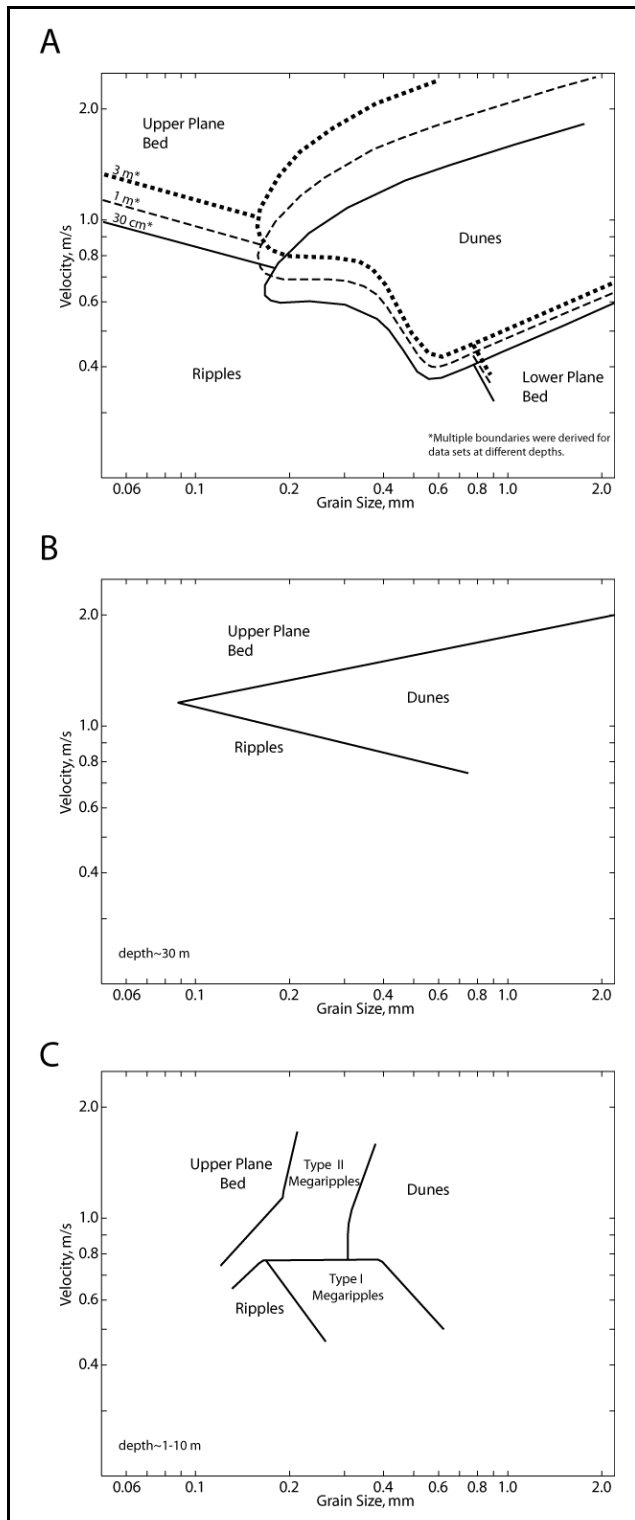 A
2.0
Upper Plane
Bed
3 m*
1 m*
30 cm*
1.0
0.8
0.6
0.4
Velocity, m/s
Dunes
Ripples
Lower Plane
Bed
*Multiple boundaries were derived for
data sets at different depths.
0.06 0.1 0.2 0.4 0.6 0.8 1.0 2.0
Grain Size, mm
B
2.0
Upper Plane
Bed
Dunes
1.0
Ripples
0.8
0.6
0.4
Velocity, m/s
depth~30 m
0.06 0.1 0.2 0.4 0.6 0.8 1.0 2.0
Grain Size, mm
C
2.0
Upper Plane
Bed
Type II
Megaripples
Dunes
1.0
0.8
Type I
Megaripples
Ripples
0.6
0.4
Velocity, m/s
depth~1-10 m
0.06 0.1 0.2 0.4 0.6 0.8 1.0 2.0
Grain Size, mm